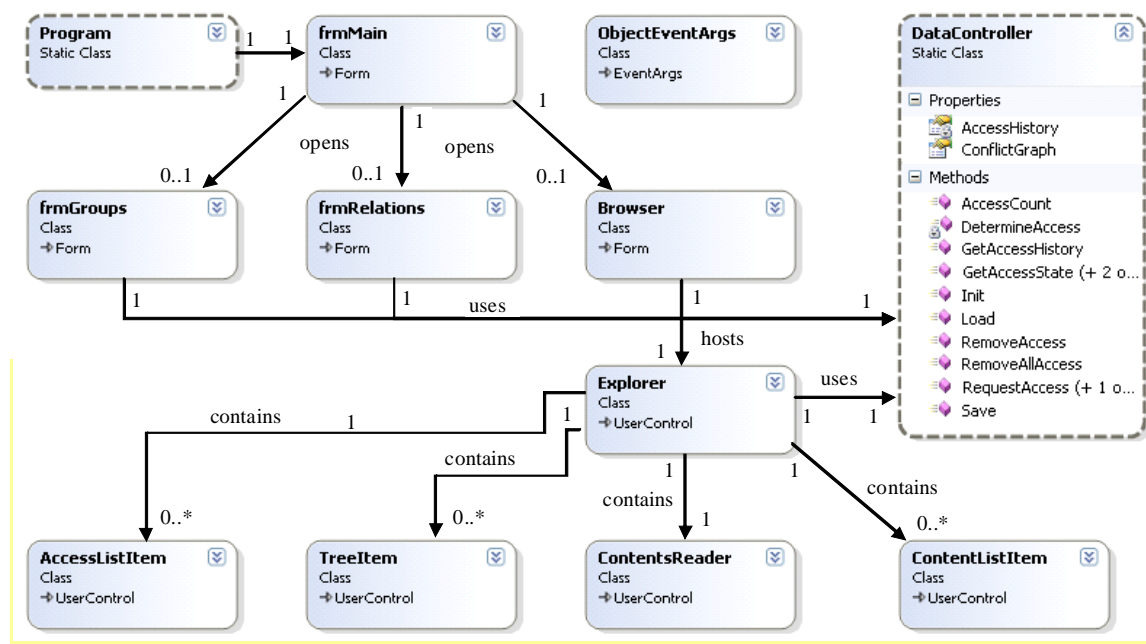 Program
Static Class
1
1
frmMain
Class
Form
ObjectEventArgs
Class
EventArgs
DataController
Static Class
Properties
AccessHistory
ConflictGraph
Methods
AccessCount
DetermineAccess
GetAccessHistory
GetAccessState (+ 2 o...
Init
Load
RemoveAccess
RemoveAllAccess
RequestAccess (+ 1 o...
Save
1
1
1
opens
opens
0..1
0..1
0..1
frmGroups
Class
Form
frmRelations
Class
Form
Browser
Class
Form
1
1
uses
1
1
hosts
1
Explorer
Class
UserControl
uses
1
1
contains
1
1
contains
1
contains
1
1
contains
0..*
0..*
0..*
AccessListItem
Class
UserControl
TreeItem
Class
UserControl
ContentsReader
Class
UserControl
ContentListItem
Class
UserControl